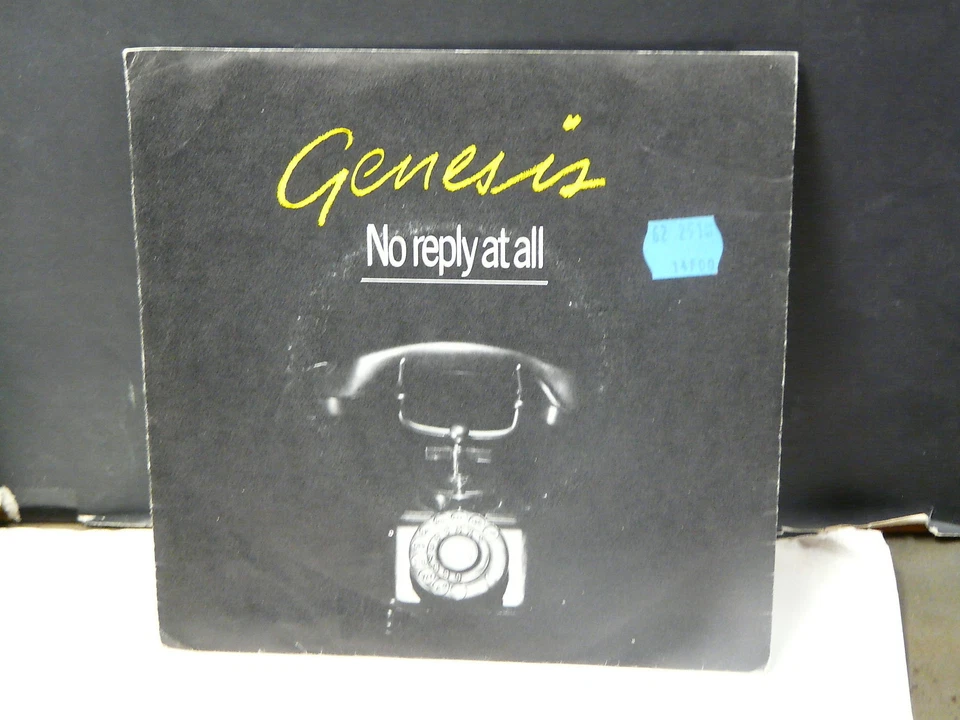 Genesis
No reply at all